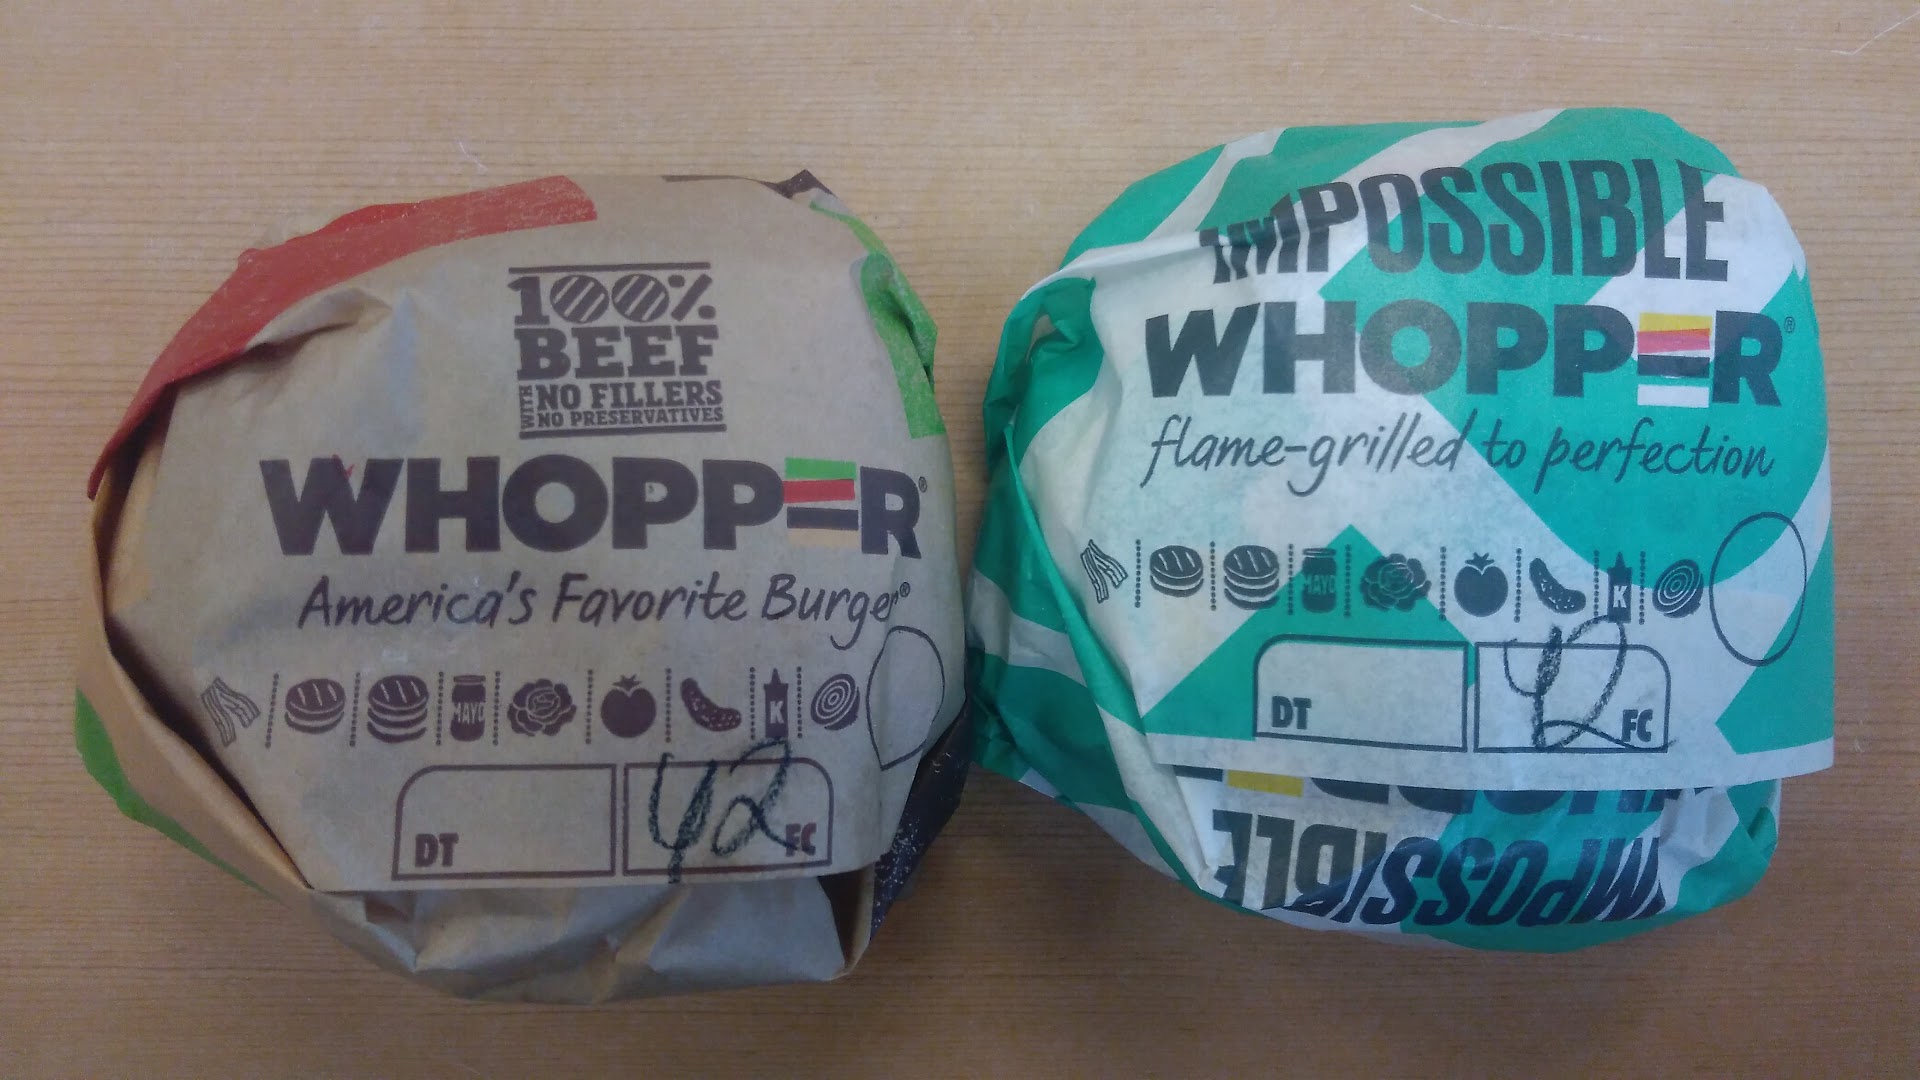 100%
BEEF
WITH NO FILLERS
NO PRESERVATIVES
WHOPPER®
America's Favorite Burger®
MAYO
K
DT
42
FC
IMPOSSIBLE
WHOPPER®
flame-grilled to perfection
MAYO
K
DT
FC
IMPOSSIBLE